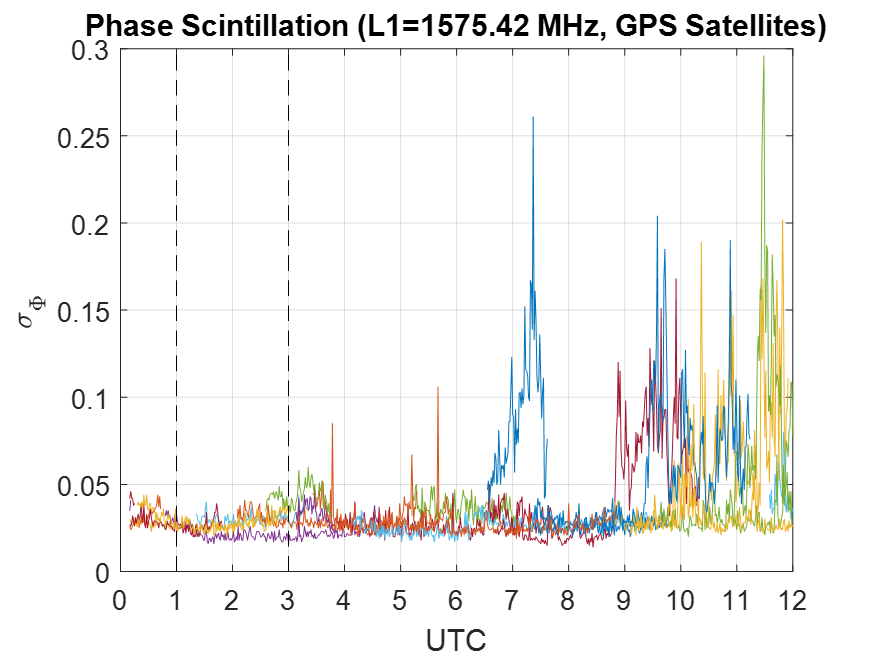 Phase Scintillation (L1=1575.42 MHz, GPS Satellites)
0.3
0.25
0.2
0.15
0.1
0.05
0
σΦ
0 1 2 3 4 5 6 7 8 9 10 11 12
UTC